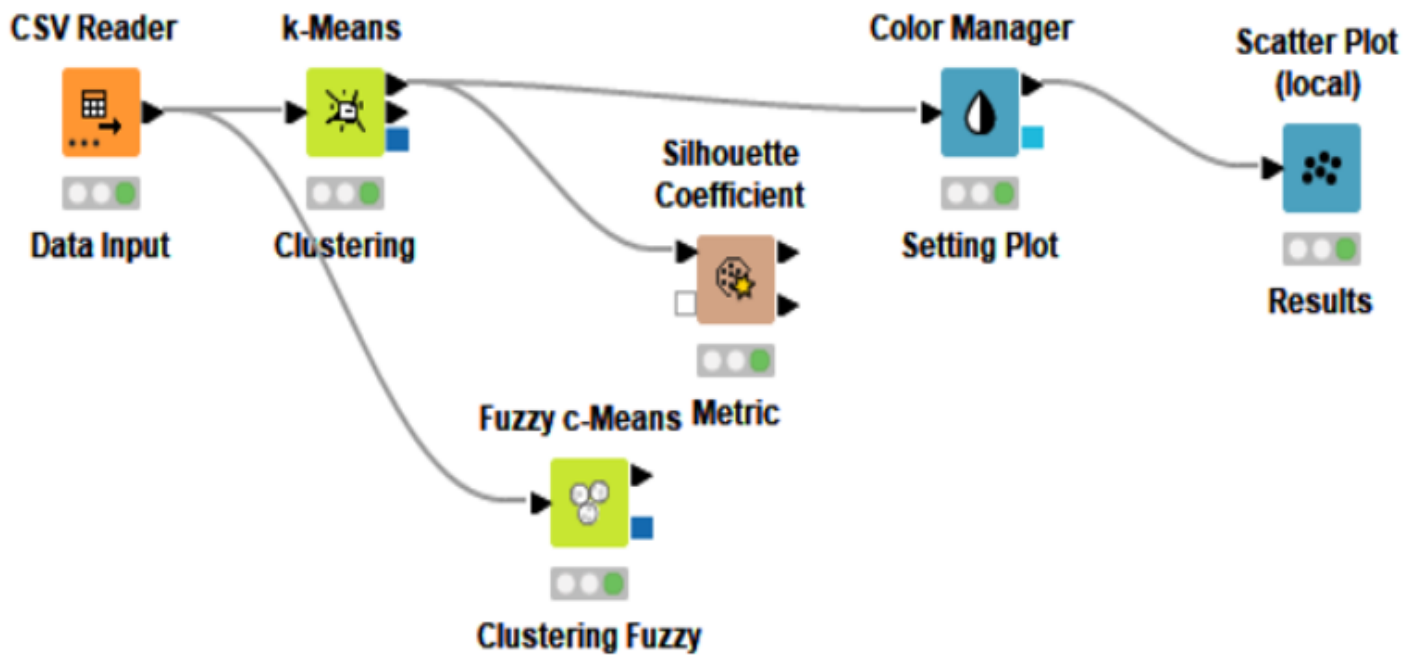 CSV Reader
Data Input
k-Means
Clustering
Silhouette
Coefficient
Metric
Color Manager
Setting Plot
Scatter Plot
(local)
Results
Fuzzy c-Means
Clustering Fuzzy